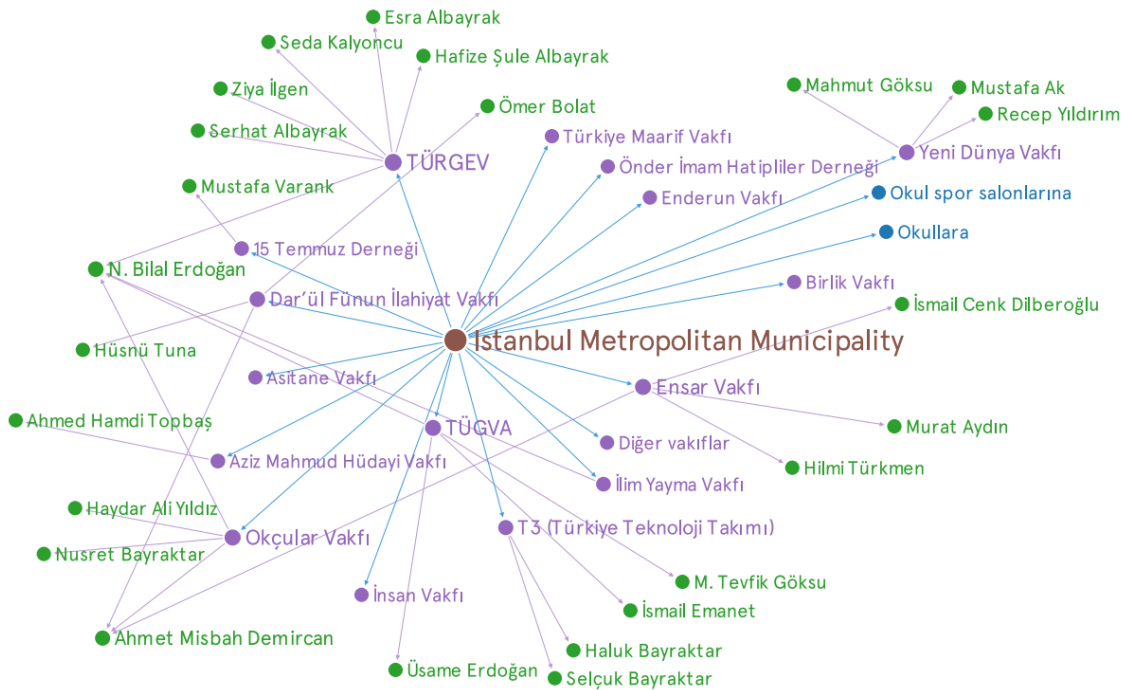 Esra Albayrak
Seda Kalyoncu
Hafize Şule Albayrak
Ziya İlgen
Ömer Bolat
Serhat Albayrak
Mahmut Göksu
Mustafa Ak
Recep Yıldırım
Türkiye Maarif Vakfı
Yeni Dünya Vakfı
TÜRGEV
Önder İmam Hatipliler Derneği
Mustafa Varank
Enderun Vakfı
Okul spor salonlarına
Okullara
15 Temmuz Derneği
N. Bilal Erdoğan
Birlik Vakfı
Dar'ül Fünun İlahiyat Vakfı
İsmail Cenk Dilberoğlu
Istanbul Metropolitan Municipality
Hüsnü Tuna
Asitane Vakfı
Ensar Vakfı
Ahmed Hamdi Topbaş
TÜGVA
Murat Aydın
Diğer vakıflar
Aziz Mahmud Hüdayi Vakfı
Hilmi Türkmen
İlim Yayma Vakfı
Haydar Ali Yıldız
T3 (Türkiye Teknoloji Takımı)
Okçular Vakfı
Nusret Bayraktar
M. Tevfik Göksu
İnsan Vakfı
İsmail Emanet
Ahmet Misbah Demircan
Haluk Bayraktar
Üsame Erdoğan
Selçuk Bayraktar